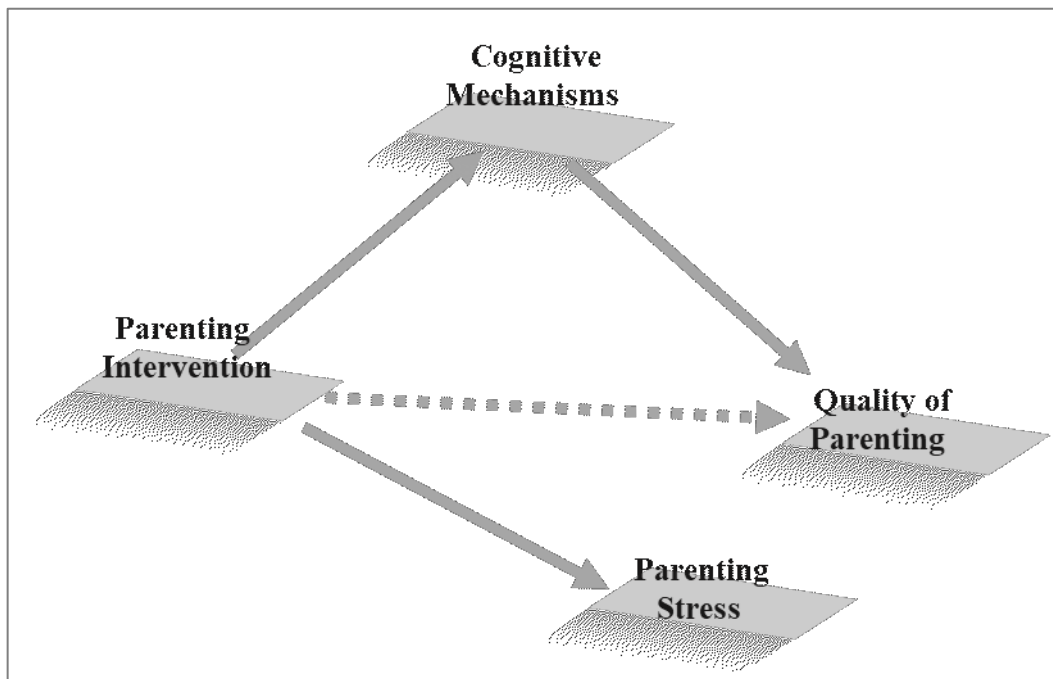 Cognitive
Mechanisms
Parenting
Intervention
Quality of
Parenting
Parenting
Stress